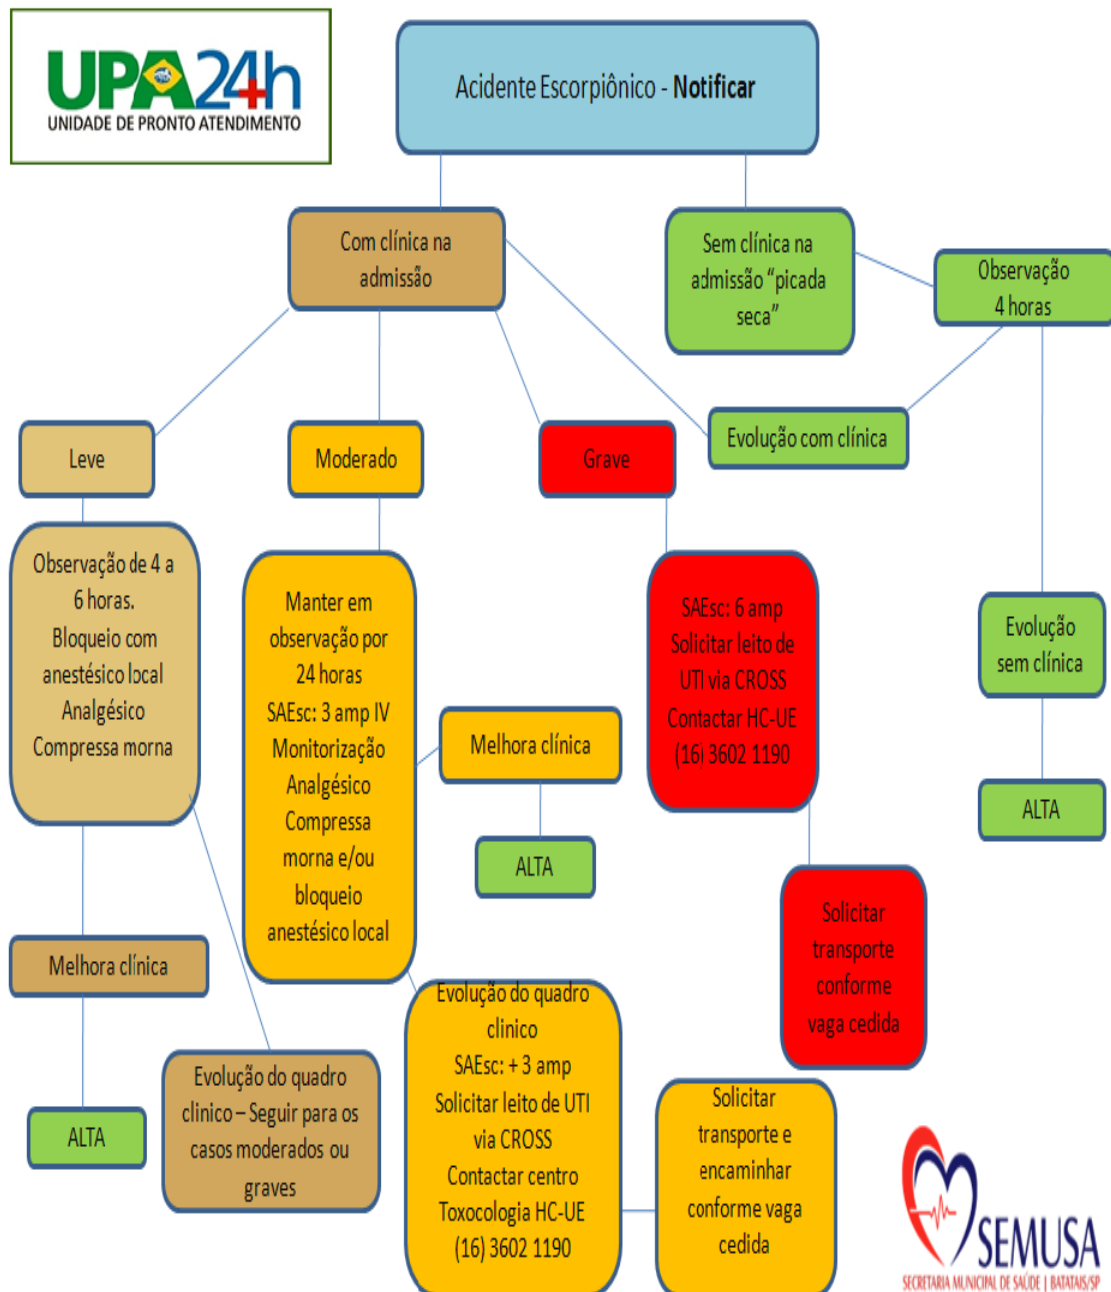 UPA24h
UNIDADE DE PRONTO ATENDIMENTO
Acidente Escorpiônico - Notificar
Com clínica na
admissão
Sem clínica na
admissão “picada
seca”
Observação
4 horas
Leve
Moderado
Grave
Evolução com clínica
Observação de 4 a
6 horas.
Bloqueio com
anestésico local
Analgésico
Compressa morna
Manter em
observação por
24 horas
SAEsc: 3 amp IV
Monitorização
Analgésico
Compressa
morna e/ou
bloqueio
anestésico local
Melhora clínica
ALTA
SAEsc: 6 amp
Solicitar leito de
UTI via CROSS
Contactar HC-UE
(16) 3602 1190
Evolução
sem clínica
ALTA
Solicitar
transporte
conforme
vaga cedida
Melhora clínica
ALTA
Evolução do quadro
clinico – Seguir para os
casos moderados ou
graves
Evolução do quadro
clinico
SAEsc: + 3 amp
Solicitar leito de UTI
via CROSS
Contactar centro
Toxocologia HC-UE
(16) 3602 1190
Solicitar
transporte e
encaminhar
conforme vaga
cedida
SEMUSA
SECRETARIA MUNICIPAL DE SAÚDE | BATATAIS/SP